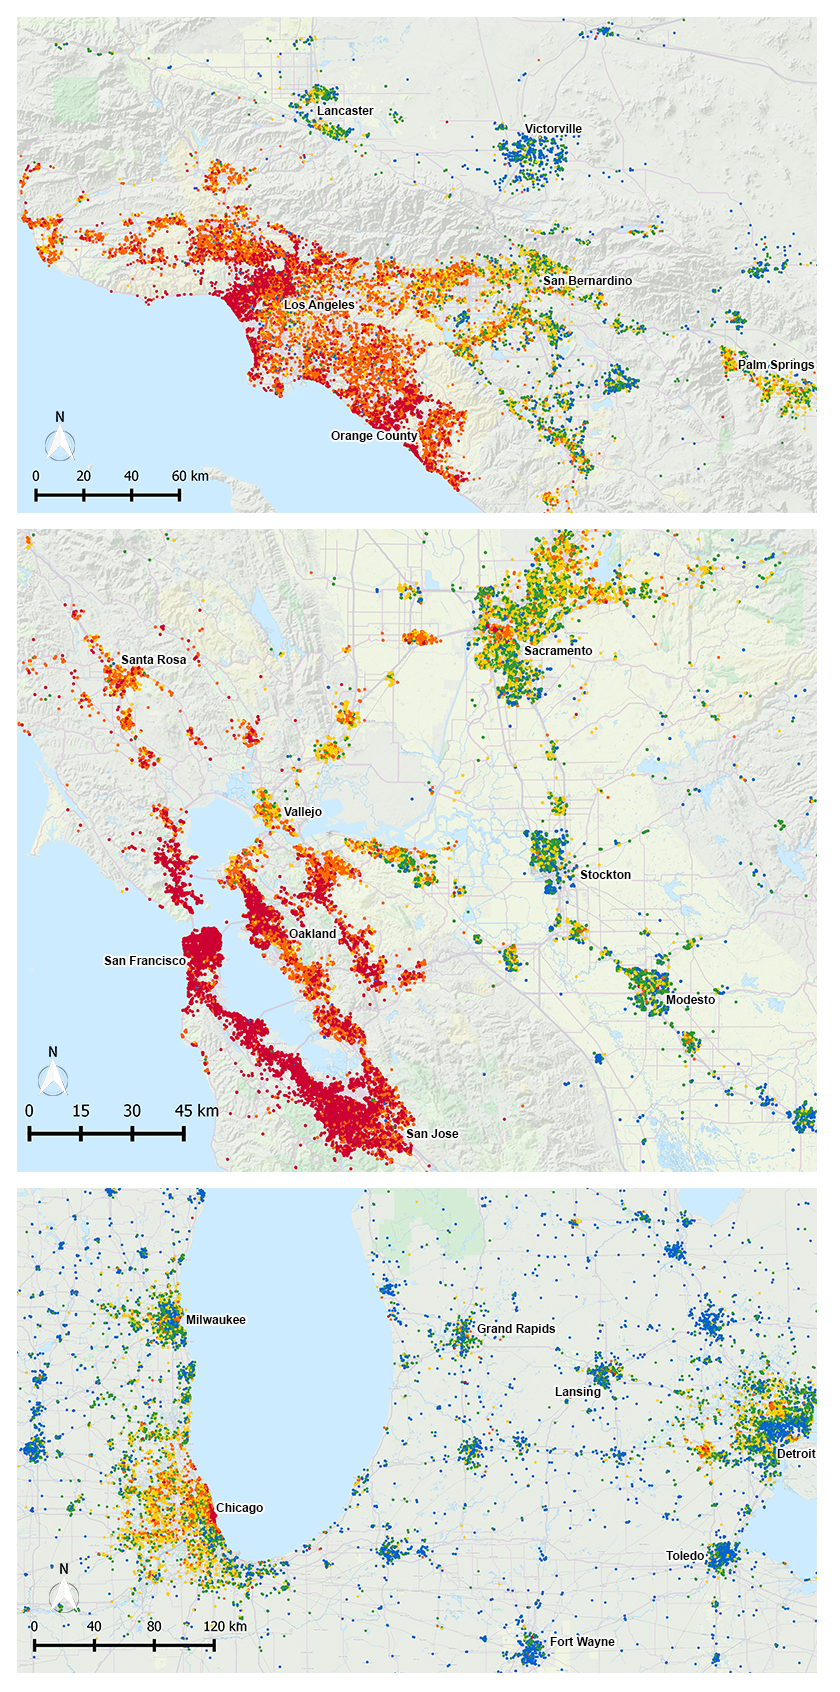 Lancaster
Victorville
San Bernardino
Los Angeles
Palm Springs
Orange County
N
0 20 40 60 km
Santa Rosa
Sacramento
Vallejo
Stockton
Oakland
San Francisco
Modesto
N
0 15 30 45 km
San Jose
Milwaukee
Grand Rapids
Lansing
Detroit
Chicago
Toledo
N
0 40 80 120 km
Fort Wayne